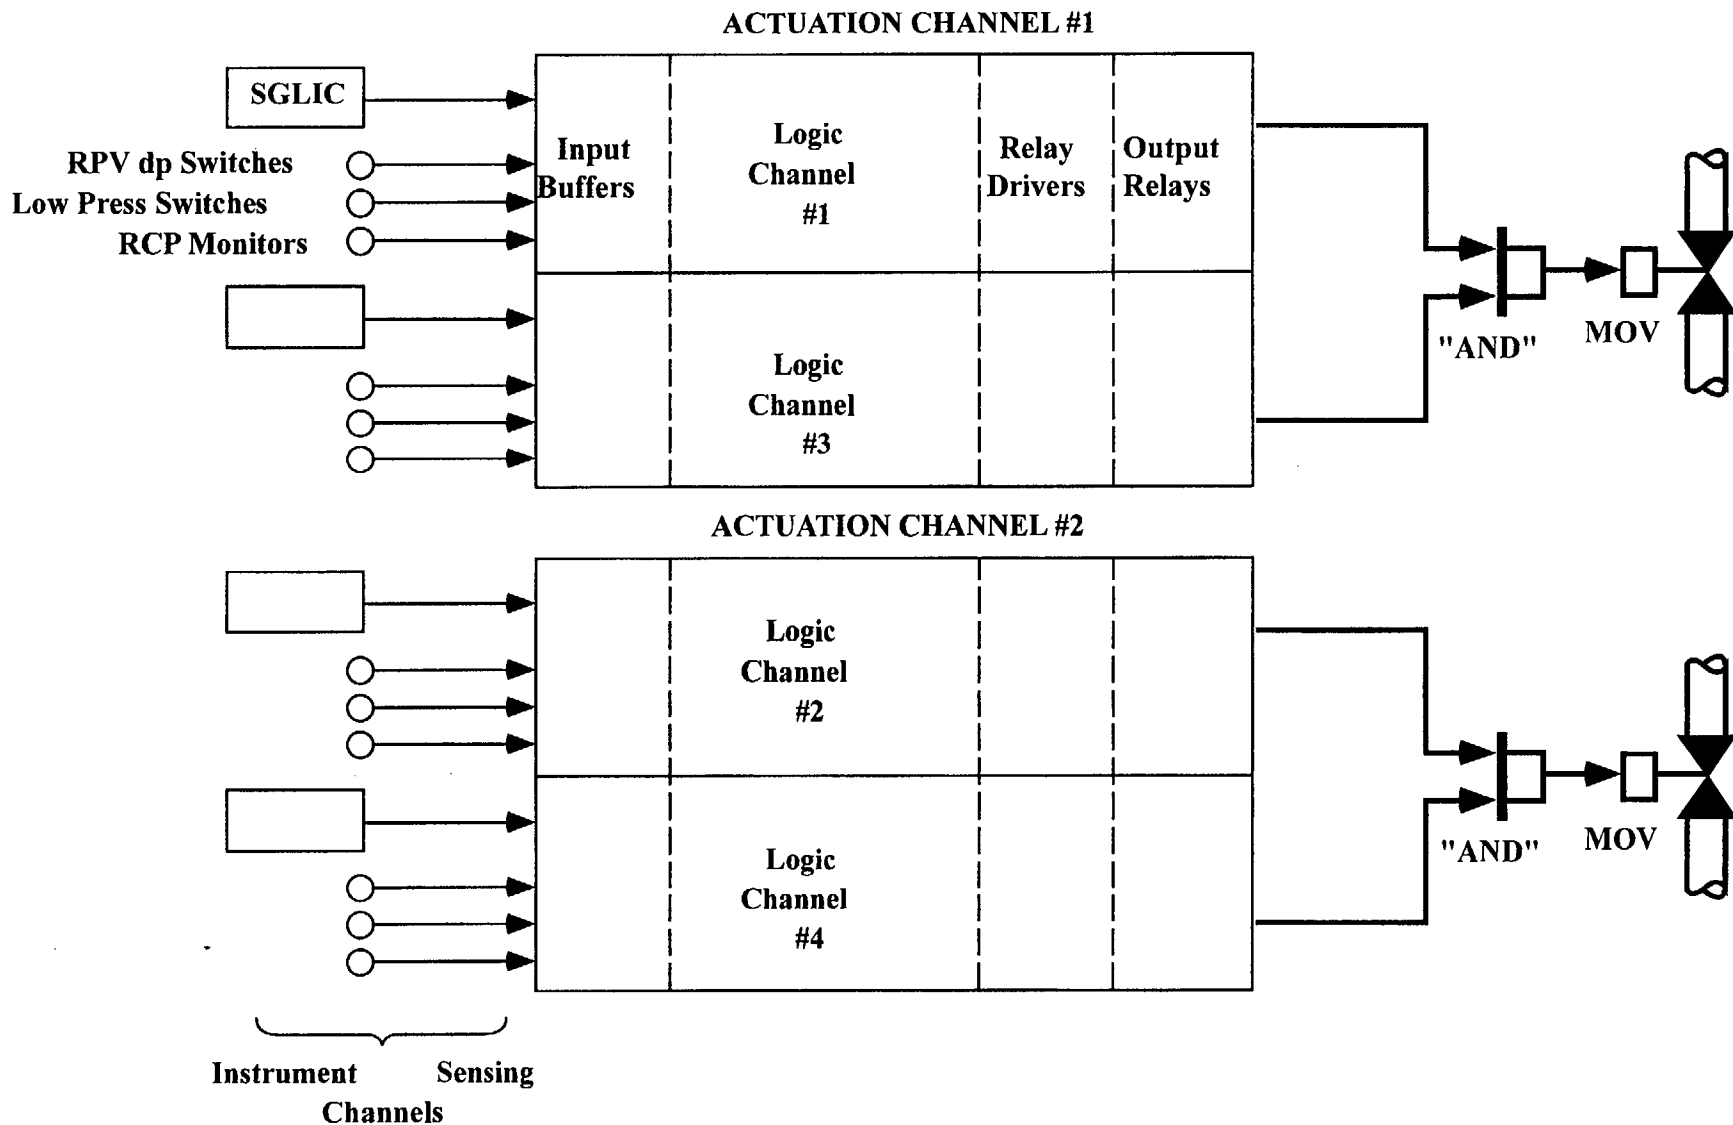 ACTUATION CHANNEL #1
SGLIC
RPV dp Switches
Low Press Switches
RCP Monitors
Input
Buffers
Logic
Channel
#1
Relay
Drivers
Output
Relays
"AND"
MOV
Logic
Channel
#3
ACTUATION CHANNEL #2
Logic
Channel
#2
"AND"
MOV
Logic
Channel
#4
Instrument Sensing
Channels